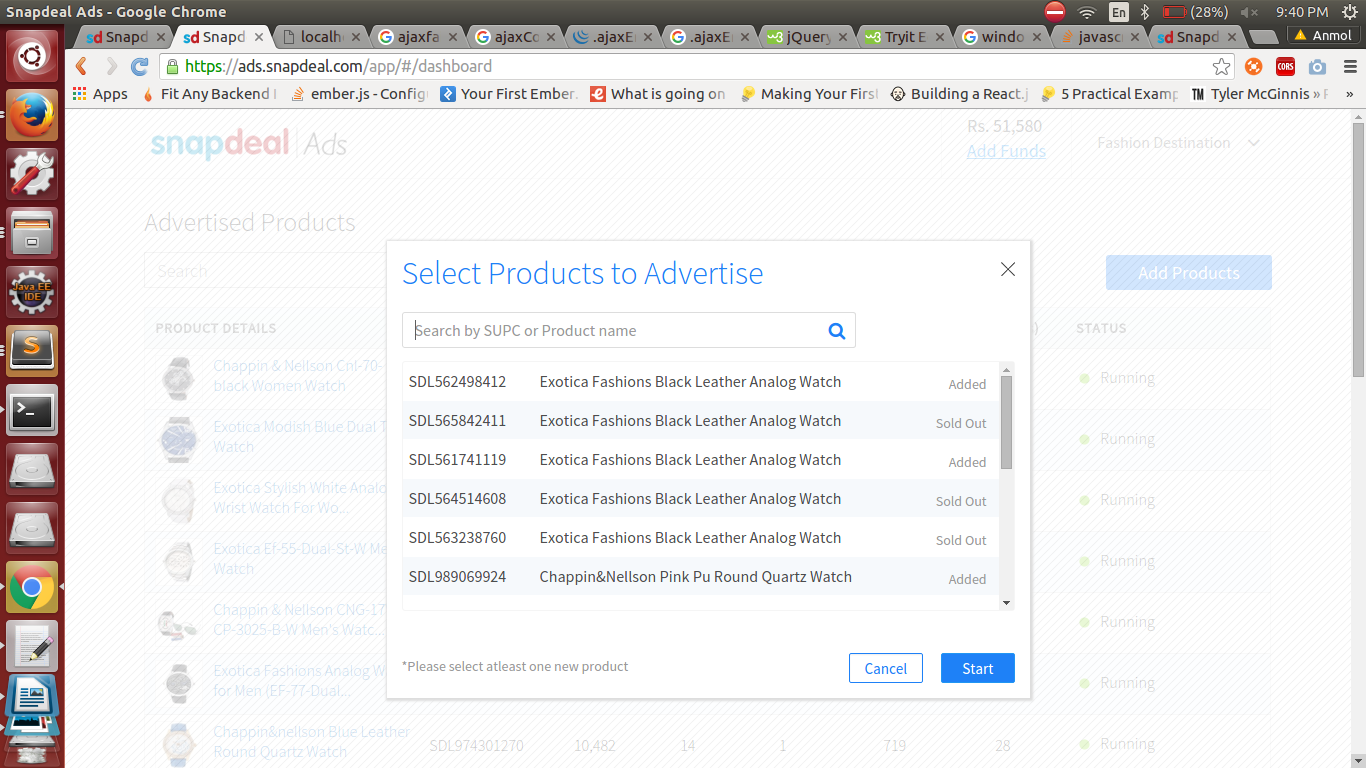 Snapdeal Ads - Google Chrome
En (28%) 9:40 PM
sd Snapd sd Snapd localh ajaxfa ajaxCo .ajaxEr .ajaxEr jQuery Tryit E windo javasc sd Snapd Anmol
https://ads.snapdeal.com/app/#/dashboard CORS
Apps Fit Any Backend ember.js - Config Your First Ember. What is going on Making Your Firs Building a React.j 5 Practical Examp TM Tyler McGinnis »
snapdeal Ads
Rs. 51,580
Add Funds
Fashion Destination
Advertised Products
Search
Add Products
PRODUCT DETAILS STATUS
Chappin & Nellson Cnl-70-
black Women Watch
Running
Exotica Modish Blue Dual T
Watch
Running
Exotica Stylish White Analo
Wrist Watch For Wo...
Running
Exotica Ef-55-Dual-St-W Me
Watch
Running
Chappin & Nellson CNG-17
CP-3025-B-W Men's Watc...
Running
Exotica Fashions Analog W
for Men (EF-77-Dual...
Running
Chappin&nellson Blue Leather
Round Quartz Watch
SDL974301270 10,482 14 1 719 28 Running
Select Products to Advertise
Search by SUPC or Product name
SDL562498412 Exotica Fashions Black Leather Analog Watch Added
SDL565842411 Exotica Fashions Black Leather Analog Watch Sold Out
SDL561741119 Exotica Fashions Black Leather Analog Watch Added
SDL564514608 Exotica Fashions Black Leather Analog Watch Sold Out
SDL563238760 Exotica Fashions Black Leather Analog Watch Sold Out
SDL989069924 Chappin&Nellson Pink Pu Round Quartz Watch Added
*Please select atleast one new product
Cancel
Start
Java EE
IDE